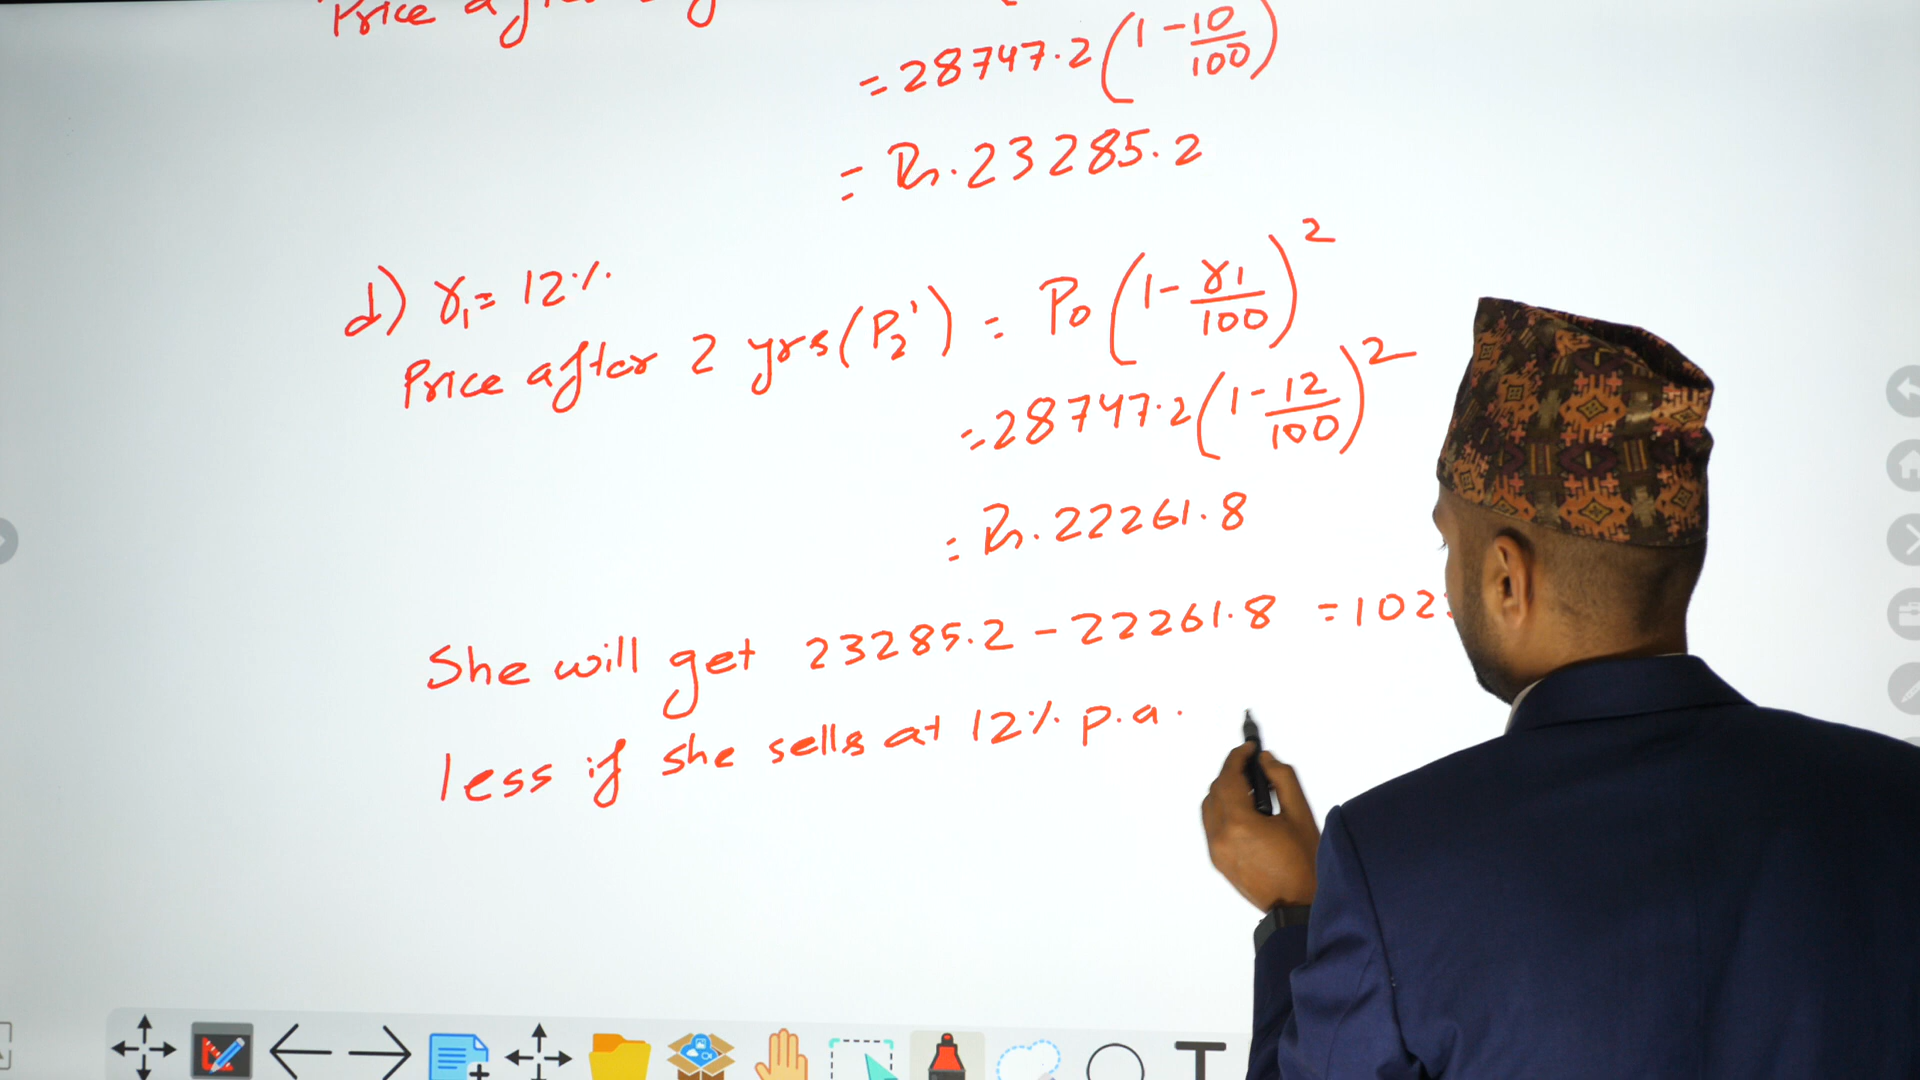 Price after
= 28747.2 (1 - 10/100)
= Rs. 23285.2
d) r₁ = 12%
Price after 2 yrs (P₂') = P₀ (1 - r1/100)²
= 28747.2 (1 - 12/100)²
= Rs. 22261.8
She will get 23285.2 - 22261.8 = 102
less if she sells at 12% p.a.
T